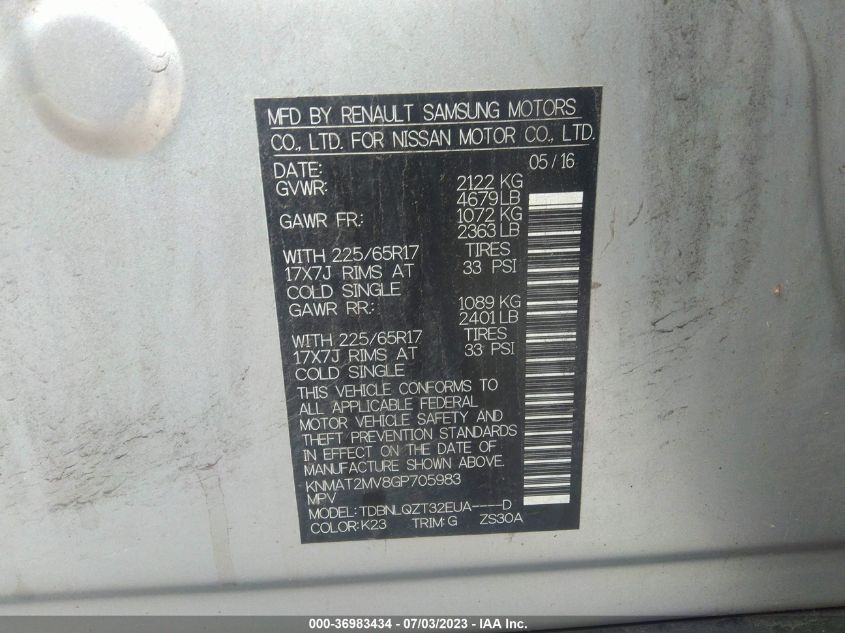 MFD BY RENAULT SAMSUNG MOTORS
CO., LTD. FOR NISSAN MOTOR CO., LTD.
DATE: 05/16
GVWR: 2122 KG
4679 LB
GAWR FR: 1072 KG
2363 LB
WITH 225/65R17 TIRES
17X7J RIMS AT 33 PSI
COLD SINGLE
GAWR RR: 1089 KG
2401 LB
WITH 225/65R17 TIRES
17X7J RIMS AT 33 PSI
COLD SINGLE
THIS VEHICLE CONFORMS TO
ALL APPLICABLE FEDERAL
MOTOR VEHICLE SAFETY AND
THEFT PREVENTION STANDARDS
IN EFFECT ON THE DATE OF
MANUFACTURE SHOWN ABOVE.
KNMAT2MV8GP705983
MPV
MODEL: TDBNLQZT32EUA----D
COLOR: K23 TRIM: G ZS30A
000-36983434 / 07/03/2023 - IAA Inc.